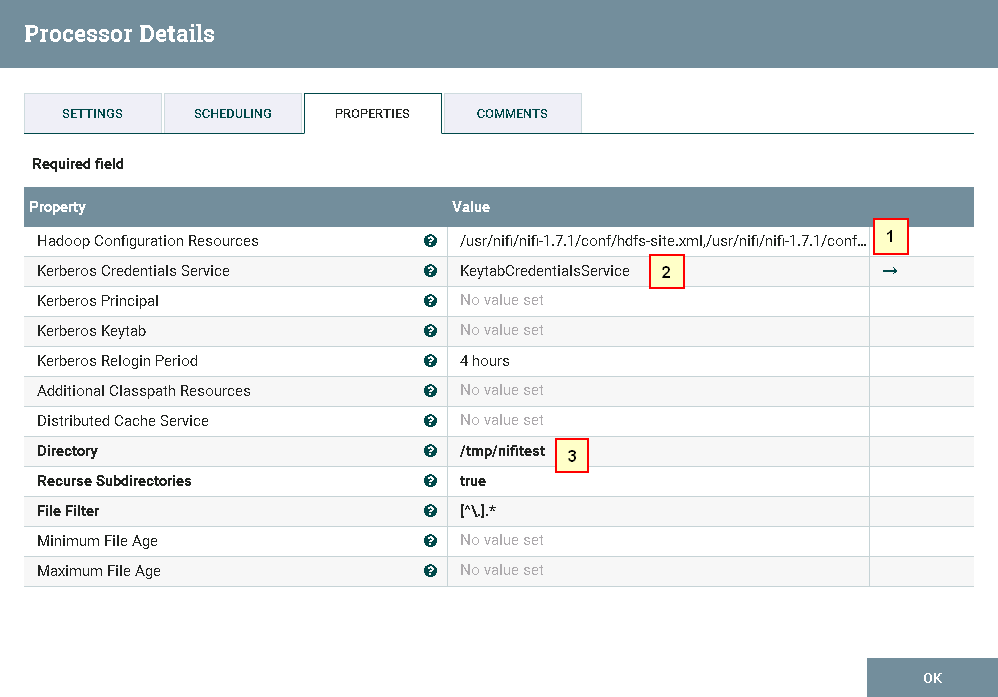 Processor Details
SETTINGS SCHEDULING PROPERTIES COMMENTS
Required field
Property Value
Hadoop Configuration Resources ? /usr/nifi/nifi-1.7.1/conf/hdfs-site.xml,/usr/nifi/nifi-1.7.1/conf... 1
Kerberos Credentials Service ? KeytabCredentialsService 2 →
Kerberos Principal ? No value set
Kerberos Keytab ? No value set
Kerberos Relogin Period ? 4 hours
Additional Classpath Resources ? No value set
Distributed Cache Service ? No value set
Directory ? /tmp/nifitest 3
Recurse Subdirectories ? true
File Filter ? [^\.].*
Minimum File Age ? No value set
Maximum File Age ? No value set
OK